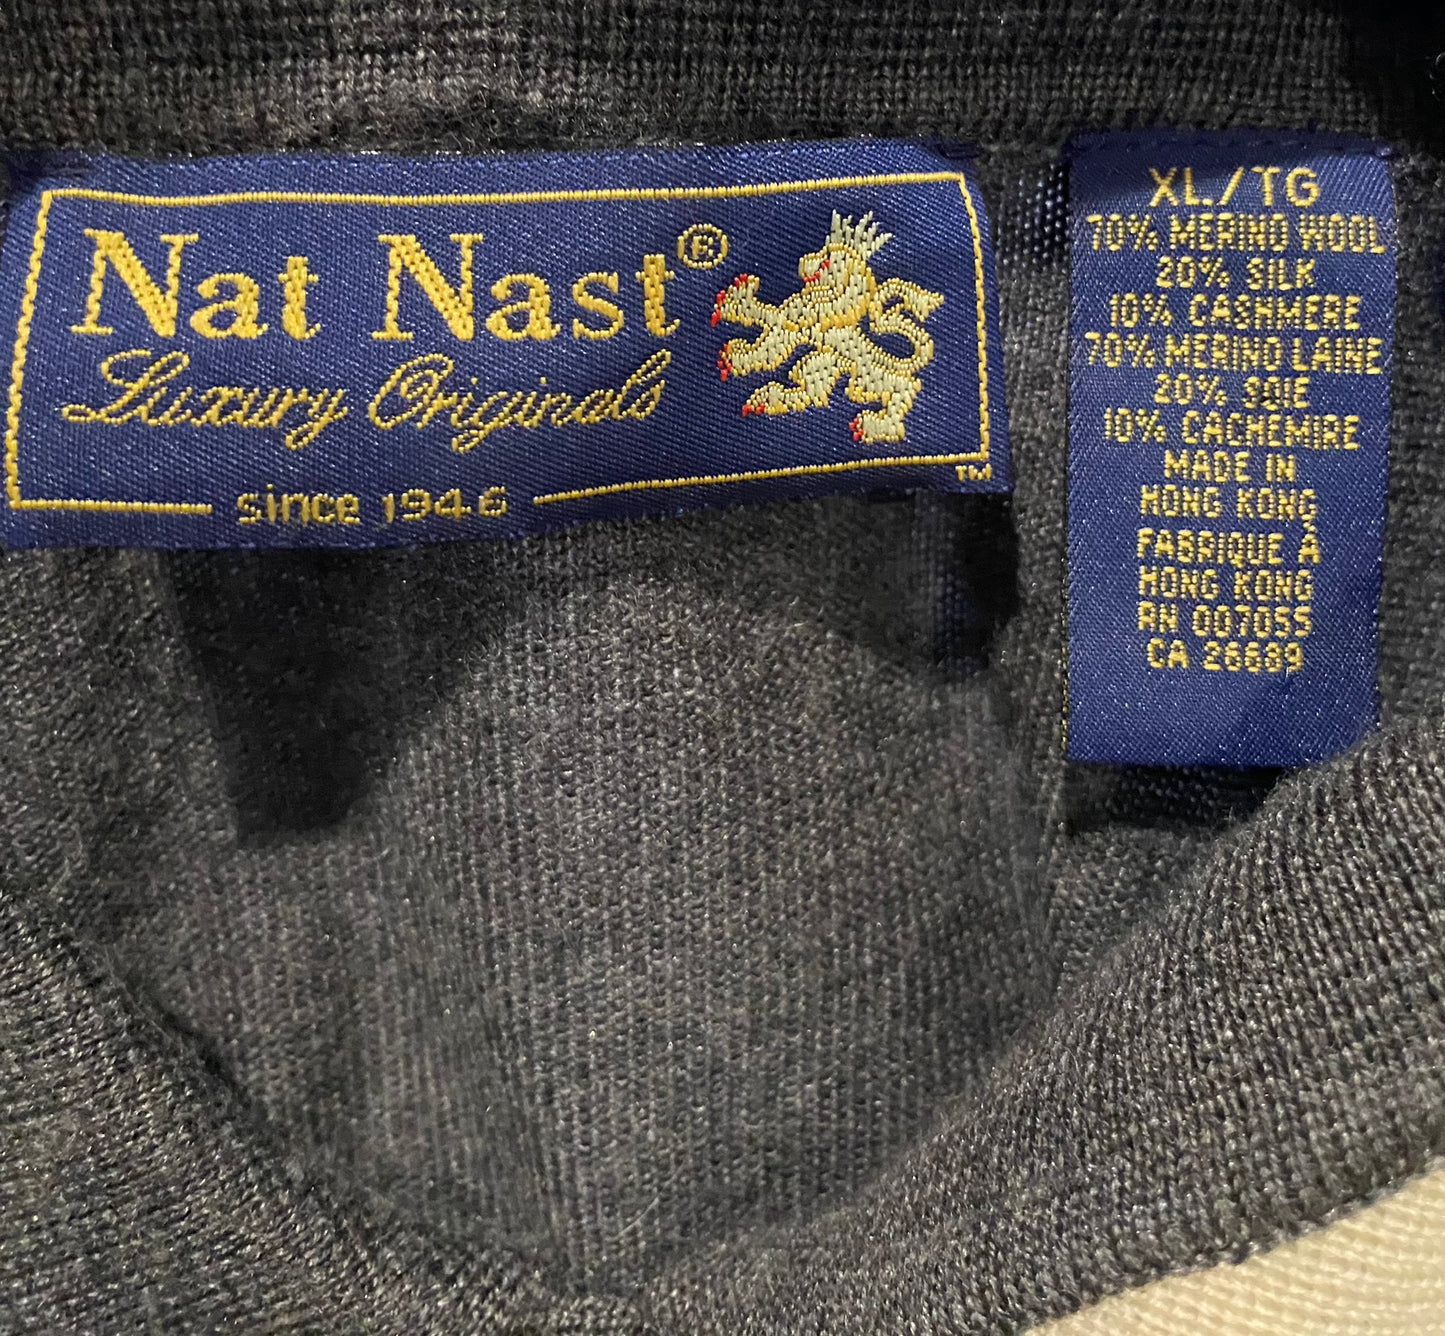 Nat Nast®
Luxury Originals
since 1946
™
XL/TG
70% MERINO WOOL
20% SILK
10% CASHMERE
70% MERINO LAINE
20% SOIE
10% CACHEMIRE
MADE IN
HONG KONG
FABRIQUE À
HONG KONG
RN 007055
CA 26689